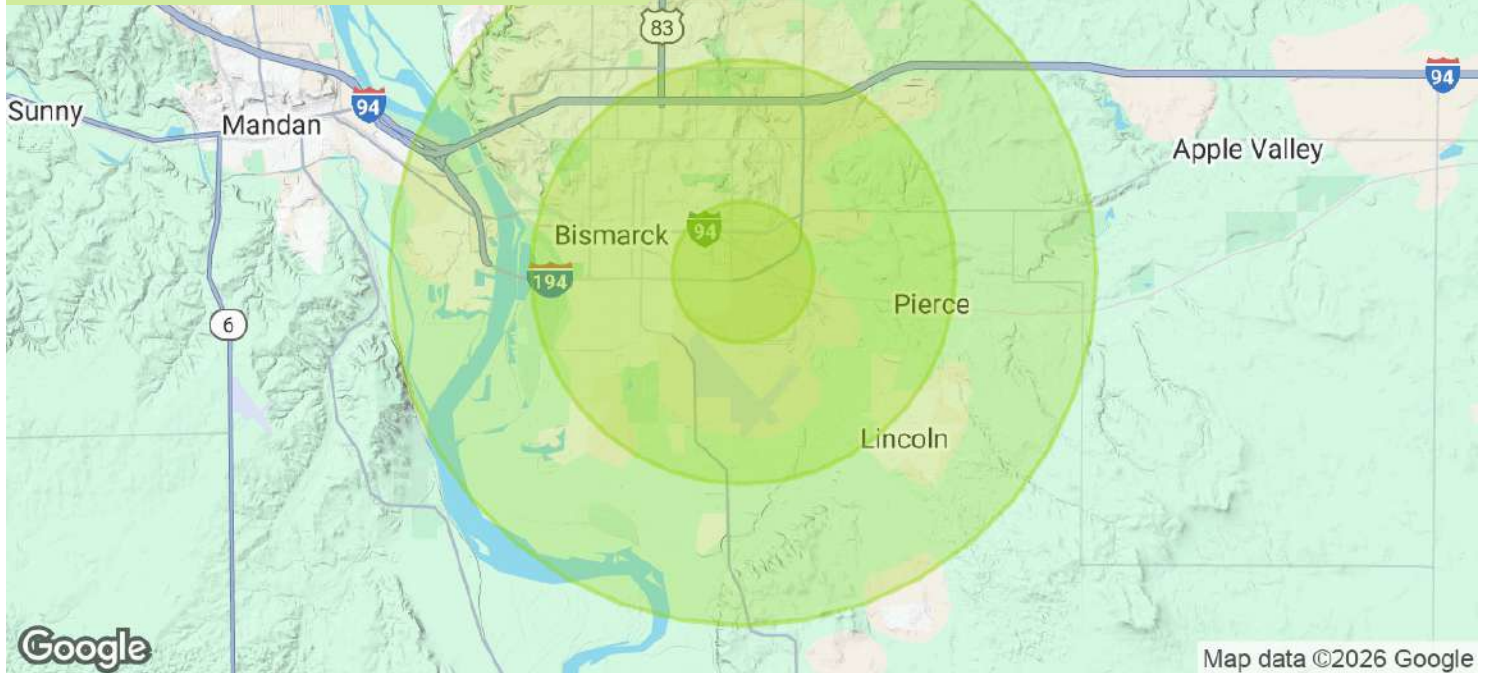 83
94
94
Sunny
Mandan
Apple Valley
Bismarck
94
194
Pierce
6
Lincoln
Google
Map data ©2026 Google